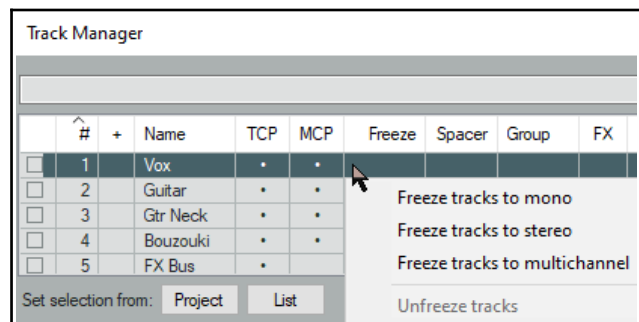 Track Manager
# + Name TCP MCP Freeze Spacer Group FX
1 Vox • •
2 Guitar • •
3 Gtr Neck • •
4 Bouzouki • •
5 FX Bus •
Freeze tracks to mono
Freeze tracks to stereo
Freeze tracks to multichannel
Unfreeze tracks
Set selection from: Project List